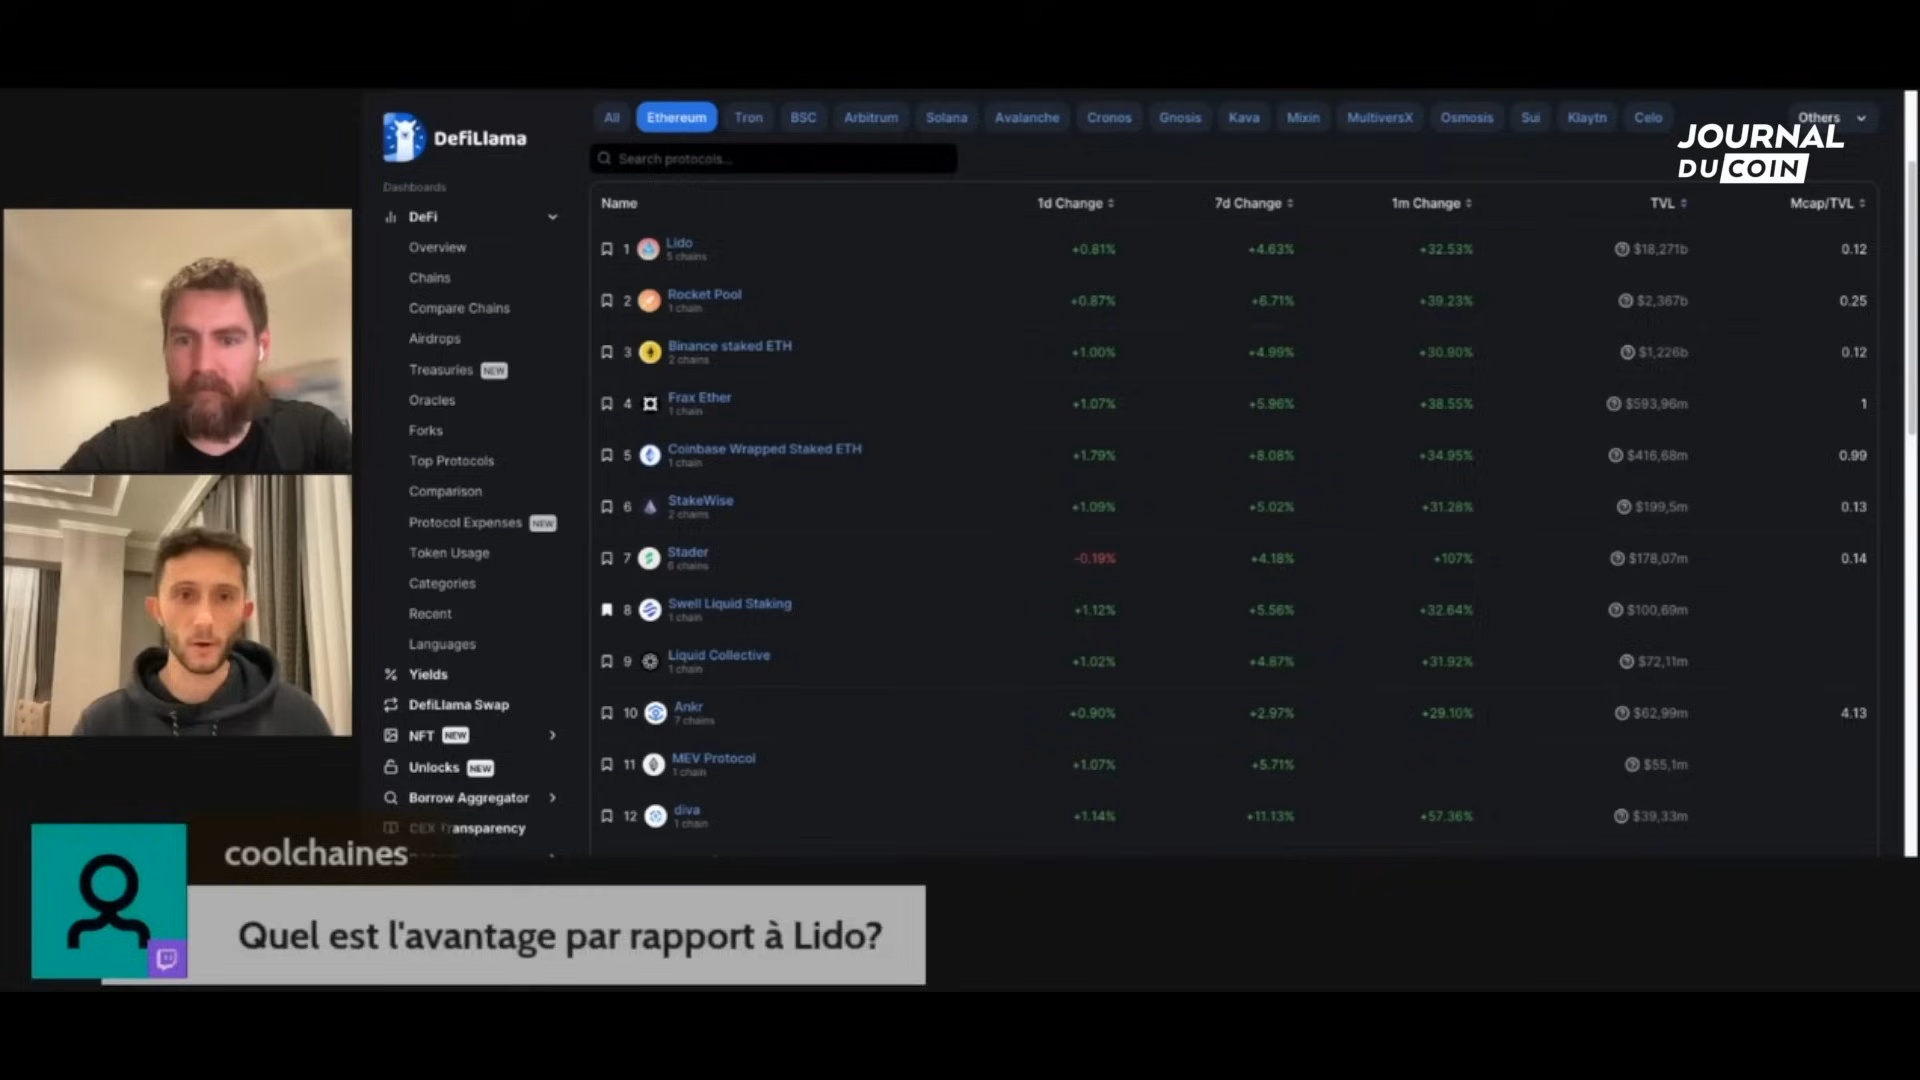 JOURNAL
DU COIN
DefiLlama
Dashboards
DeFi
Overview
Chains
Compare Chains
Airdrops
Treasuries NEW
Oracles
Forks
Top Protocols
Comparison
Protocol Expenses NEW
Token Usage
Categories
Recent
Languages
Yields
DefiLlama Swap
NFT NEW
Unlocks NEW
Borrow Aggregator
CEX Transparency
All Ethereum Tron BSC Arbitrum Solana Avalanche Cronos Gnosis Kava Mixin MultiversX Osmosis Sui Klaytn Celo Others
Search protocols...
Name 1d Change 7d Change 1m Change TVL Mcap/TVL
1 Lido +0.81% +4.63% +32.53% $18,271b 0.12
5 chains
2 Rocket Pool +0.87% +6.71% +39.23% $2,367b 0.25
1 chain
3 Binance staked ETH +1.00% +4.99% +30.90% $1,226b 0.12
2 chains
4 Frax Ether +1.07% +5.96% +38.55% $593,96m 1
1 chain
5 Coinbase Wrapped Staked ETH +1.79% +8.08% +34.95% $416,68m 0.99
1 chain
6 StakeWise +1.09% +5.02% +31.28% $199,5m 0.13
2 chains
7 Stader -0.19% +4.18% +107% $178,07m 0.14
6 chains
8 Swell Liquid Staking +1.12% +5.56% +32.64% $100,69m
1 chain
9 Liquid Collective +1.02% +4.87% +31.92% $72,11m
1 chain
10 Ankr +0.90% +2.97% +29.10% $62,99m 4.13
7 chains
11 MEV Protocol +1.07% +5.71% $55,1m
1 chain
12 diva +1.14% +11.13% +57.36% $39,33m
1 chain
coolchaines
Quel est l'avantage par rapport à Lido?